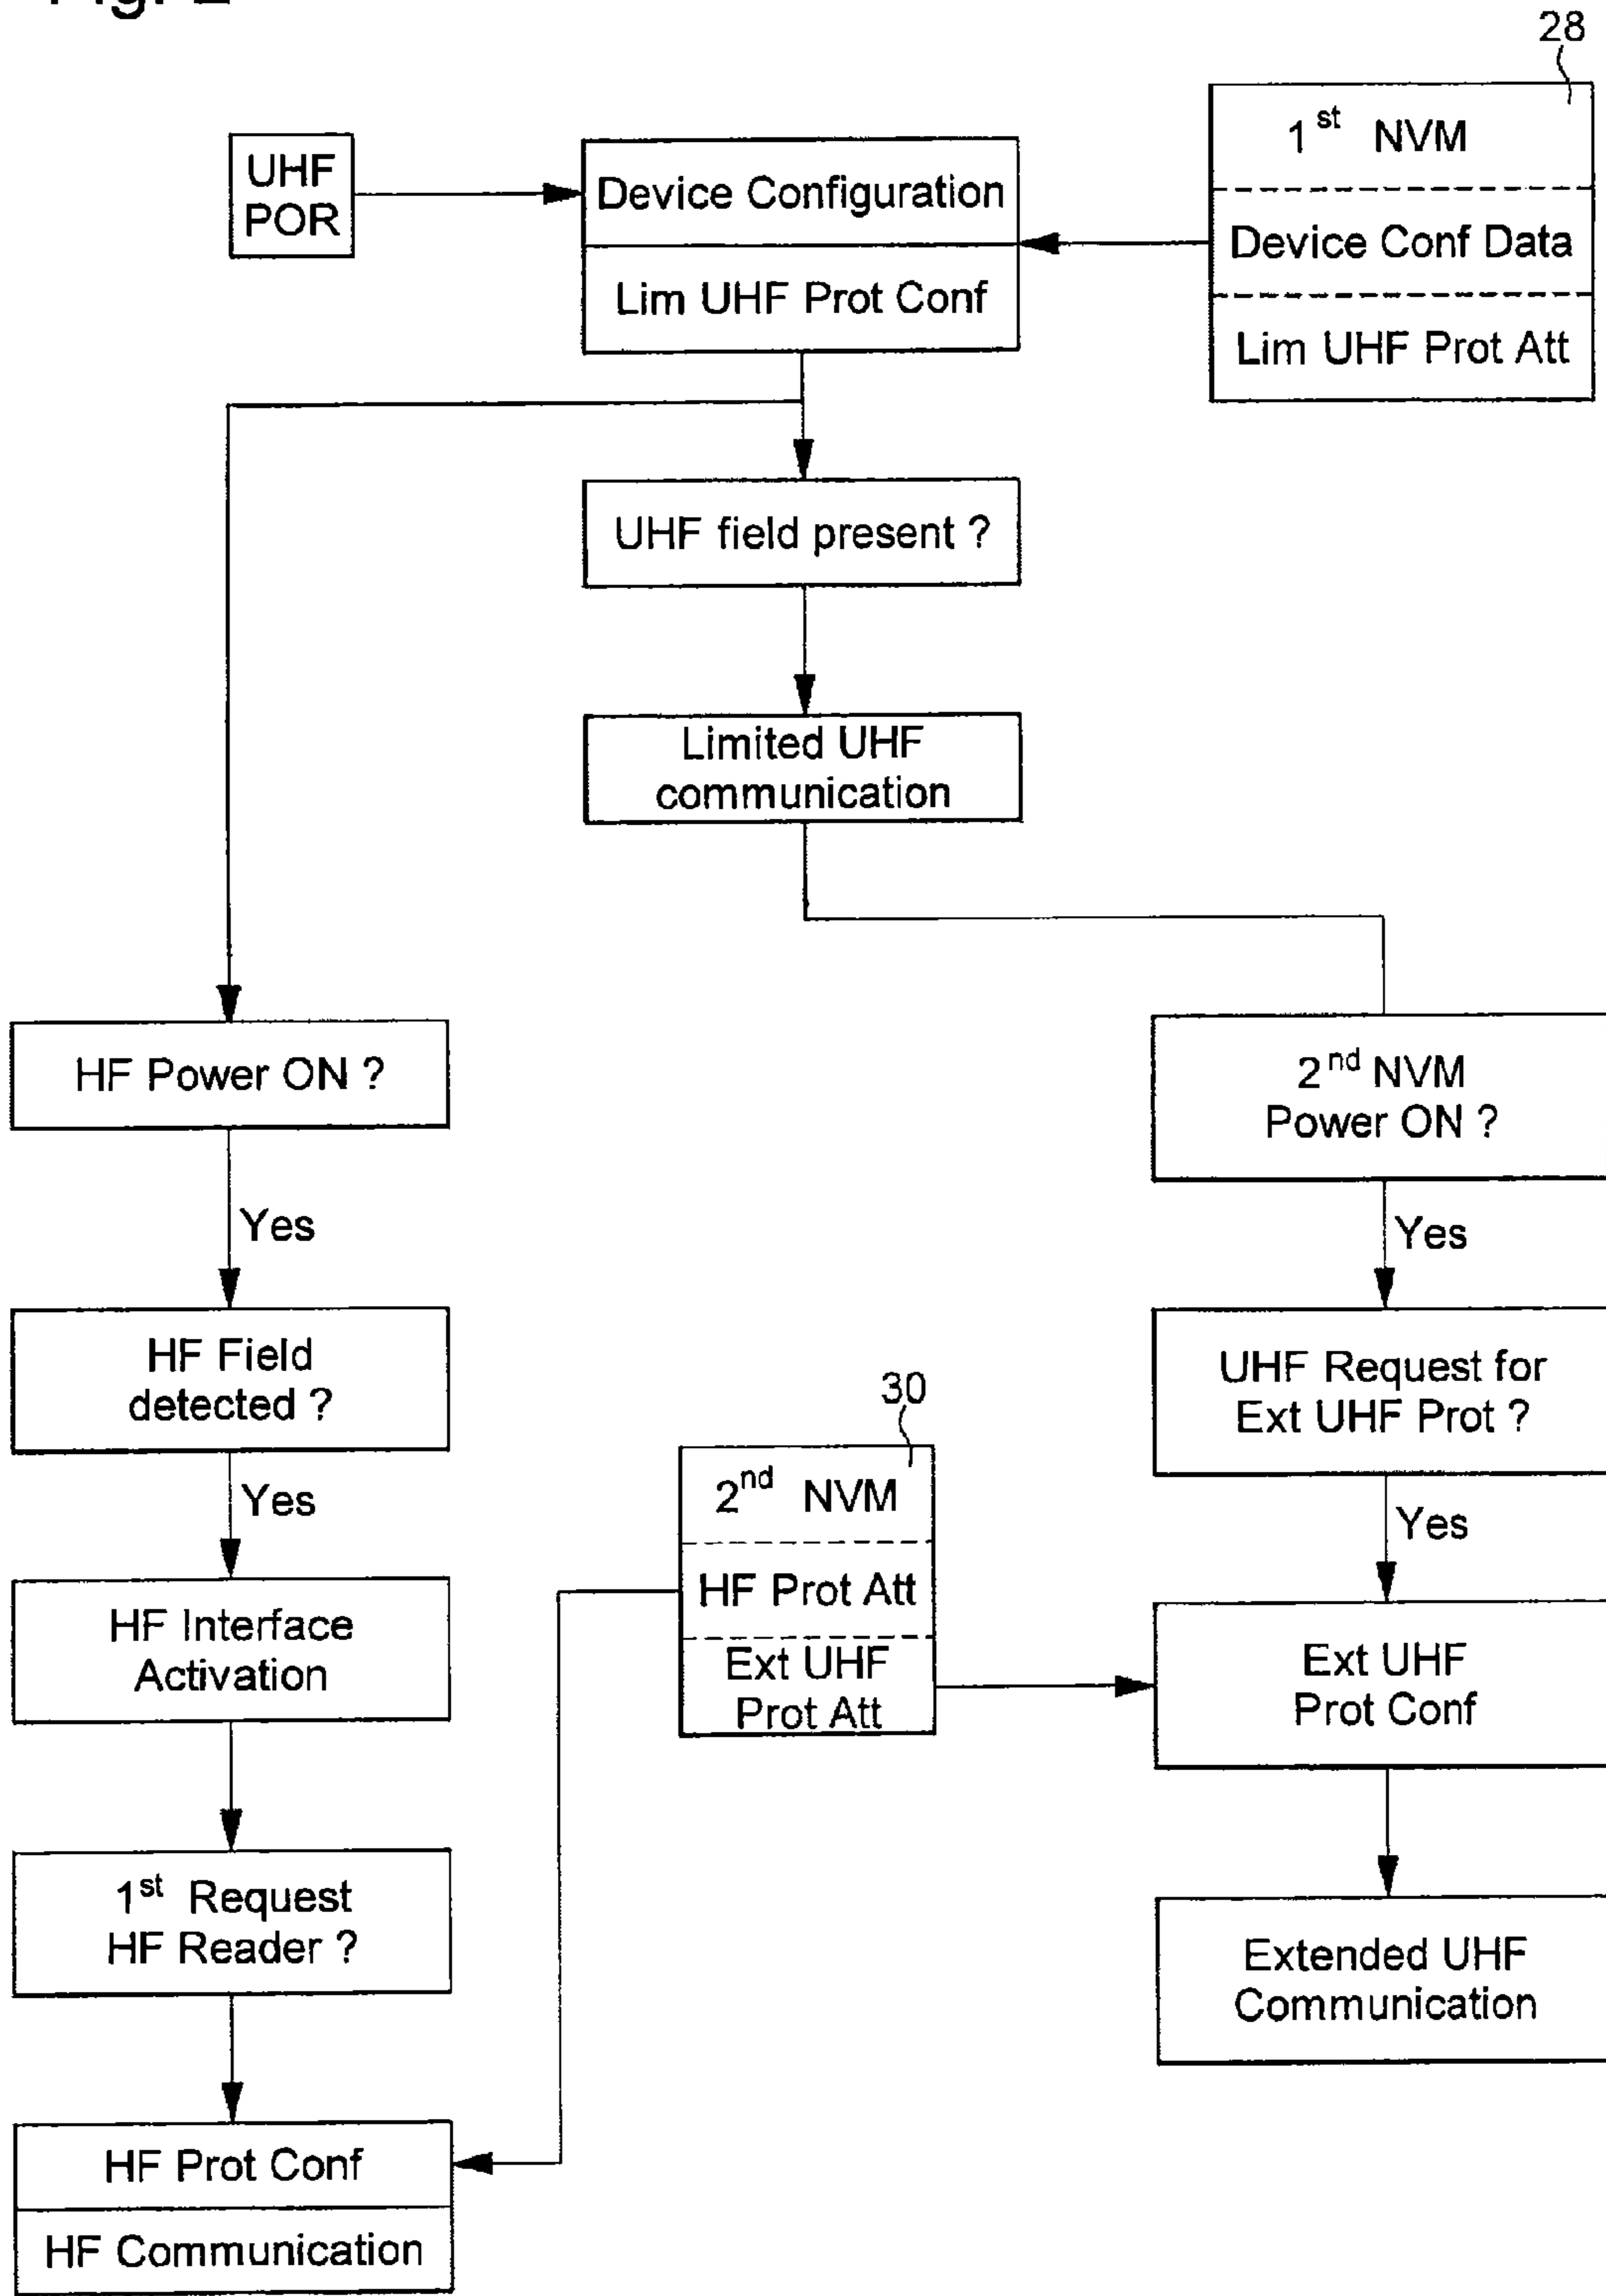 28
1st NVM
UHF
POR
Device Configuration
Device Conf Data
Lim UHF Prot Conf
Lim UHF Prot Att
UHF field present ?
Limited UHF
communication
HF Power ON ?
2nd NVM
Power ON ?
Yes
Yes
HF Field
detected ?
UHF Request for
Ext UHF Prot ?
30
2nd NVM
Yes
Yes
HF Prot Att
HF Interface
Activation
Ext UHF
Prot Att
Ext UHF
Prot Conf
1st Request
HF Reader ?
Extended UHF
Communication
HF Prot Conf
HF Communication